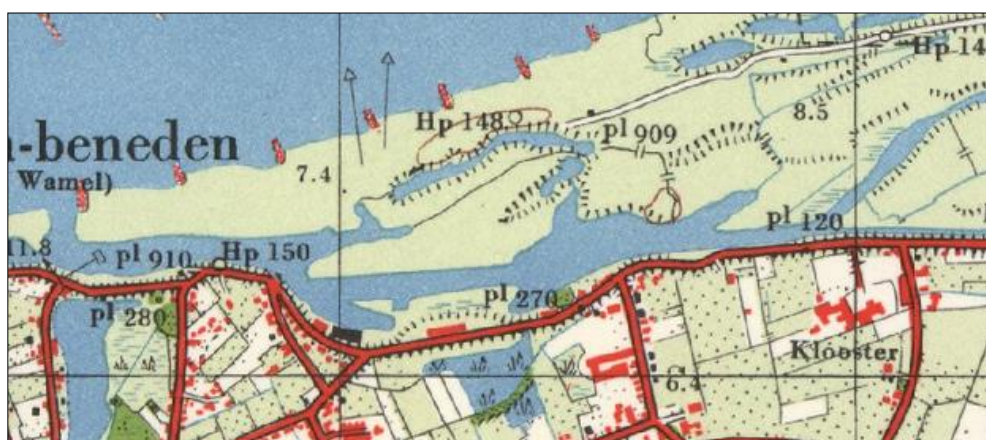 Hp 14
Hp 148
pl 909
8.5
-beneden
Wamel)
7.4
pl 120
11.8
pl 910
Hp 150
pl 270
pl 280
Klooster
6.4